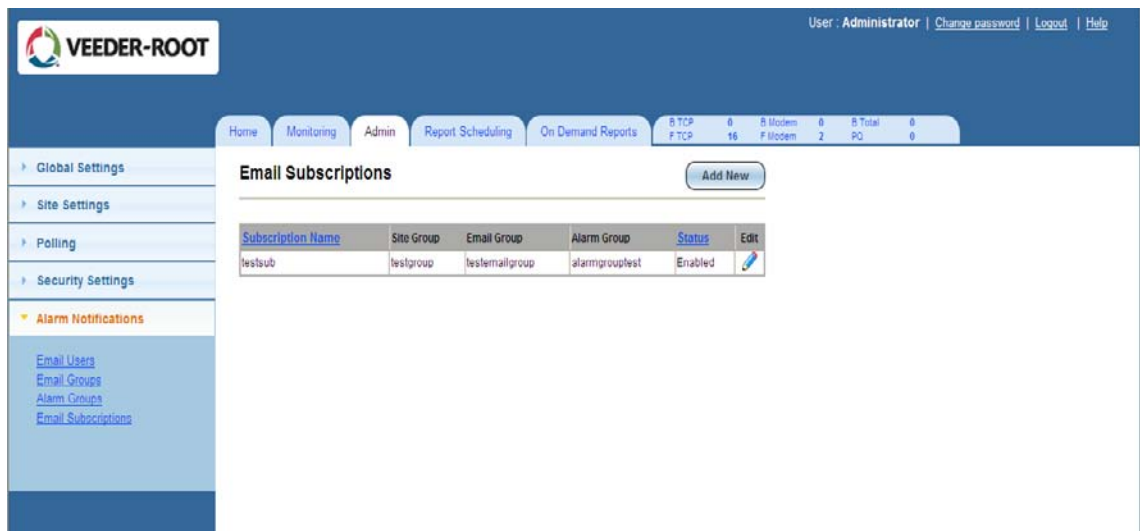 User : Administrator | Change password | Logout | Help
VEEDER-ROOT
Home Monitoring Admin Report Scheduling On Demand Reports
B TCP 0 B Modem 0 B Total 0
F TCP 16 F Modem 2 PQ 0
Global Settings
Site Settings
Polling
Security Settings
Alarm Notifications
Email Users
Email Groups
Alarm Groups
Email Subscriptions
Email Subscriptions
Add New
Subscription Name Site Group Email Group Alarm Group Status Edit
testsub testgroup testemailgroup alarmgrouptest Enabled